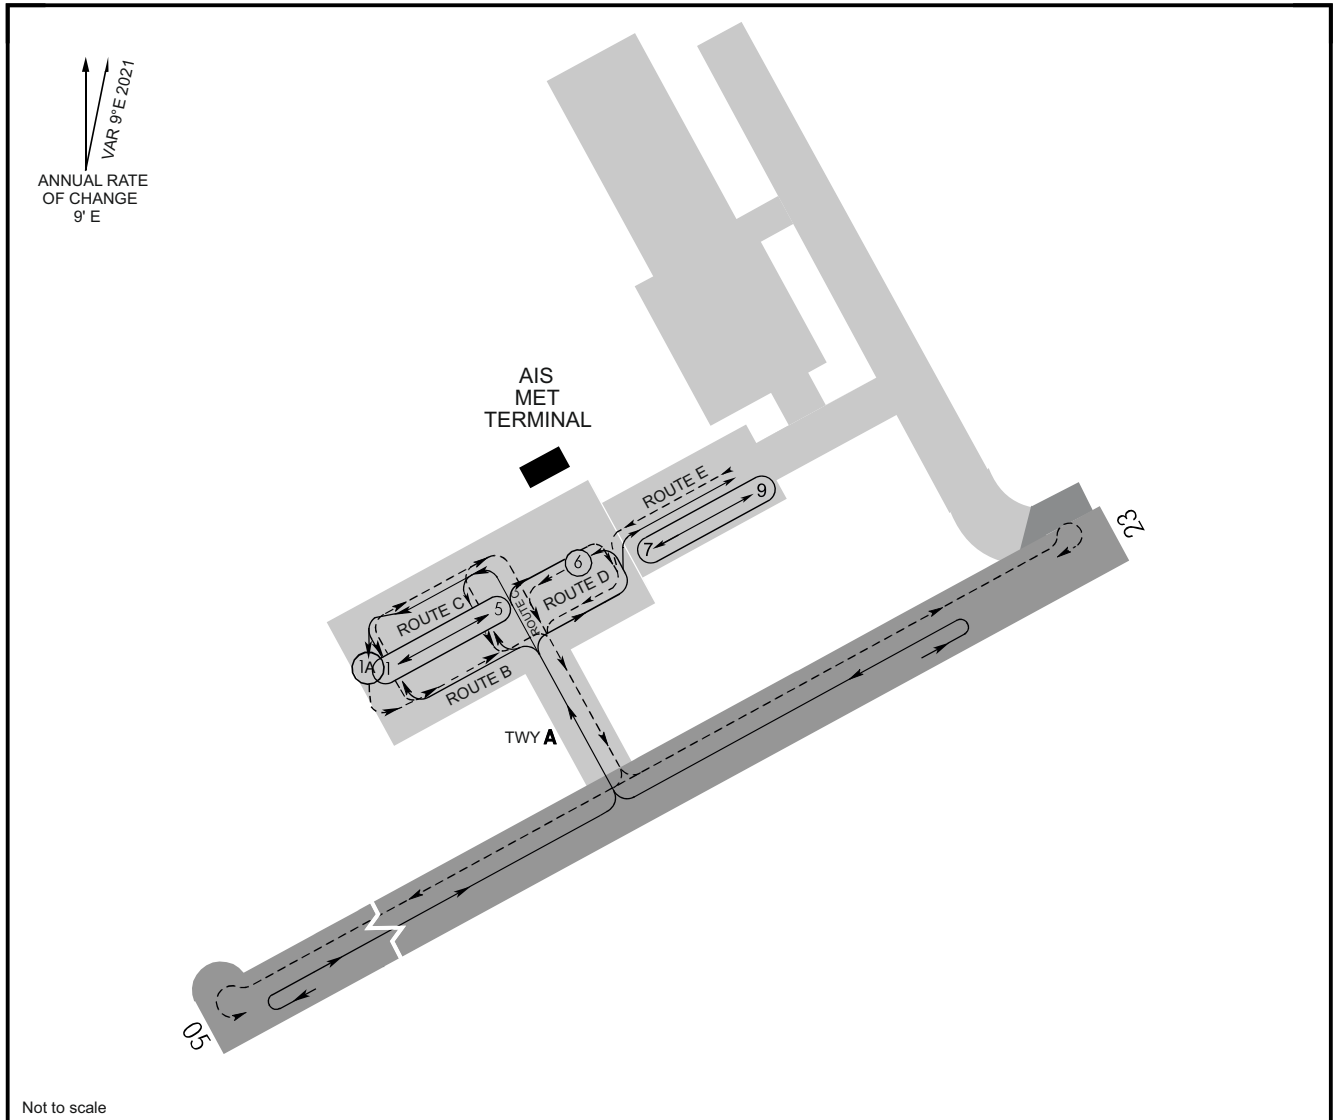 VAR 9°E 2021
ANNUAL RATE
OF CHANGE
9' E
AIS
MET
TERMINAL
ROUTE E
9
7
6
ROUTE D
ROUTE C
ROUTE C
5
1A
1
ROUTE B
TWY A
23
05
Not to scale